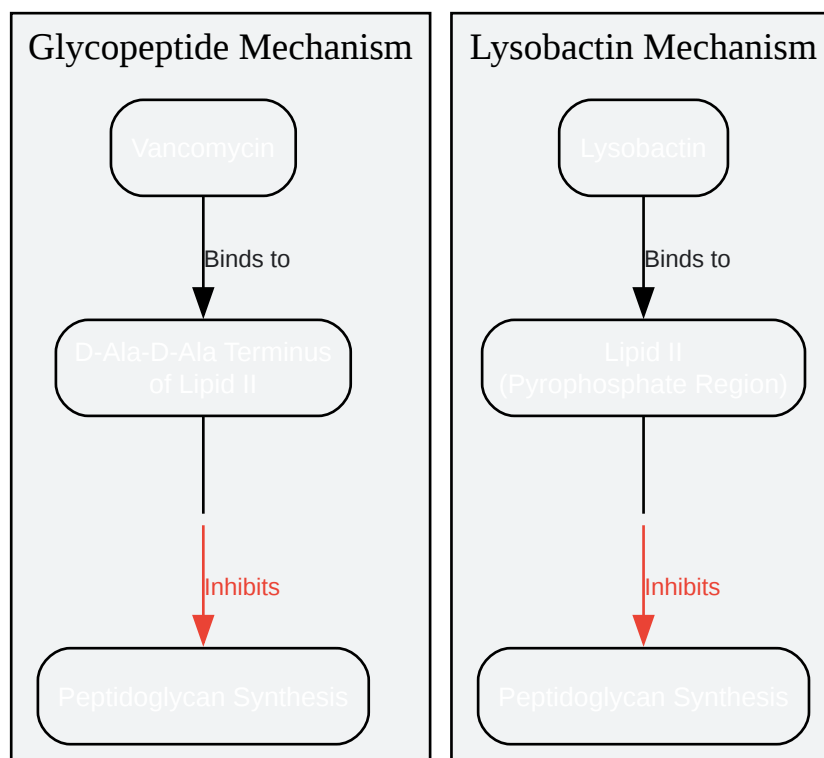 Glycopeptide Mechanism
Vancomycin
Binds to
D-Ala-D-Ala Terminus
of Lipid II
Inhibits
Peptidoglycan Synthesis
Lysobactin Mechanism
Lysobactin
Binds to
Lipid II
(Pyrophosphate Region)
Inhibits
Peptidoglycan Synthesis